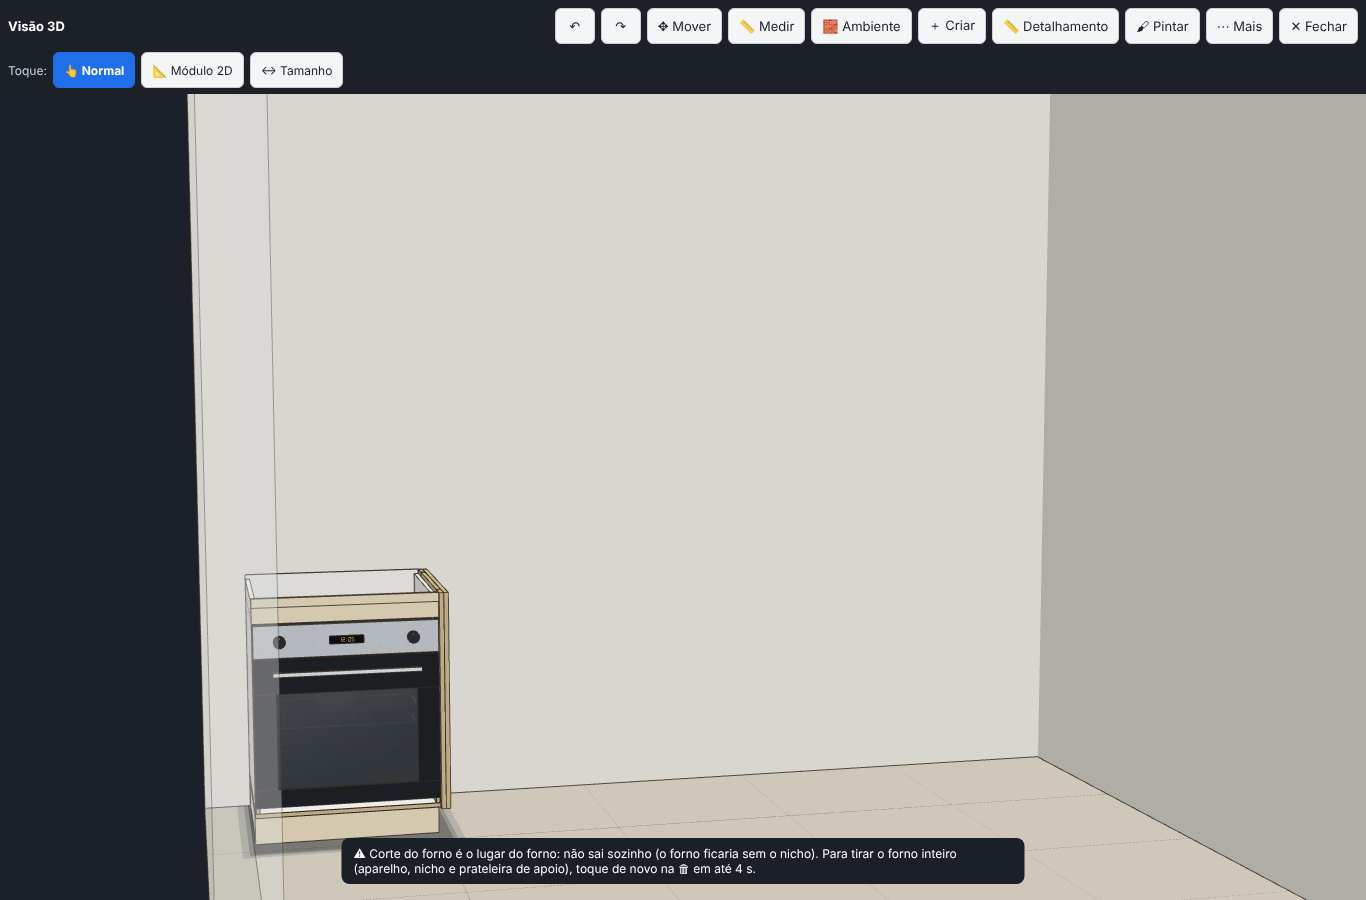 Visão 3D
↶
↷
✥ Mover
📏 Medir
🧱 Ambiente
+ Criar
📏 Detalhamento
🖌 Pintar
⋯ Mais
✕ Fechar
Toque:
👆 Normal
📐 Módulo 2D
↔ Tamanho
⚠ Corte do forno é o lugar do forno: não sai sozinho (o forno ficaria sem o nicho). Para tirar o forno inteiro
(aparelho, nicho e prateleira de apoio), toque de novo na 🗑 em até 4 s.